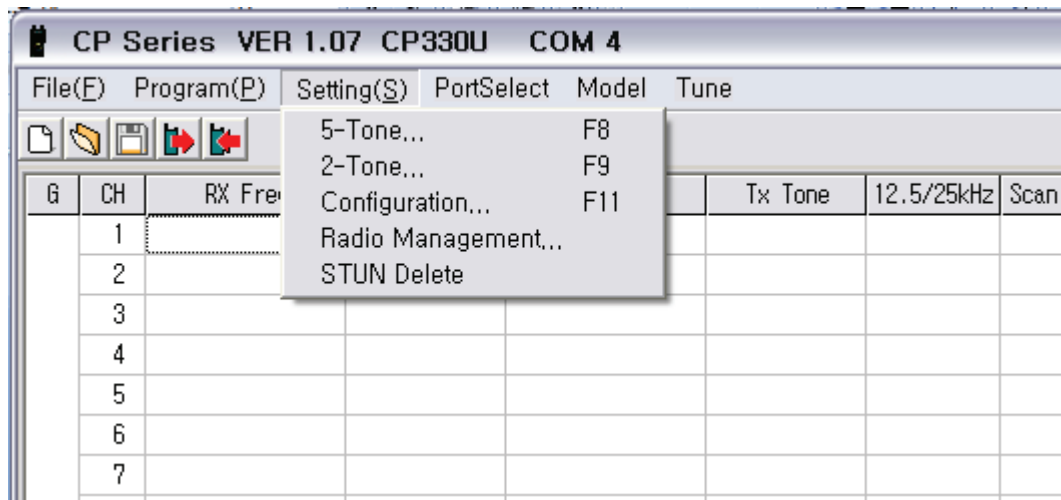 CP Series VER 1.07 CP330U COM 4
File(F) Program(P) Setting(S) PortSelect Model Tune
5-Tone,,, F8
2-Tone,,, F9
Configuration,,, F11
Radio Management,,,
STUN Delete
G CH RX Tx Tone 12.5/25kHz Scan
1
2
3
4
5
6
7